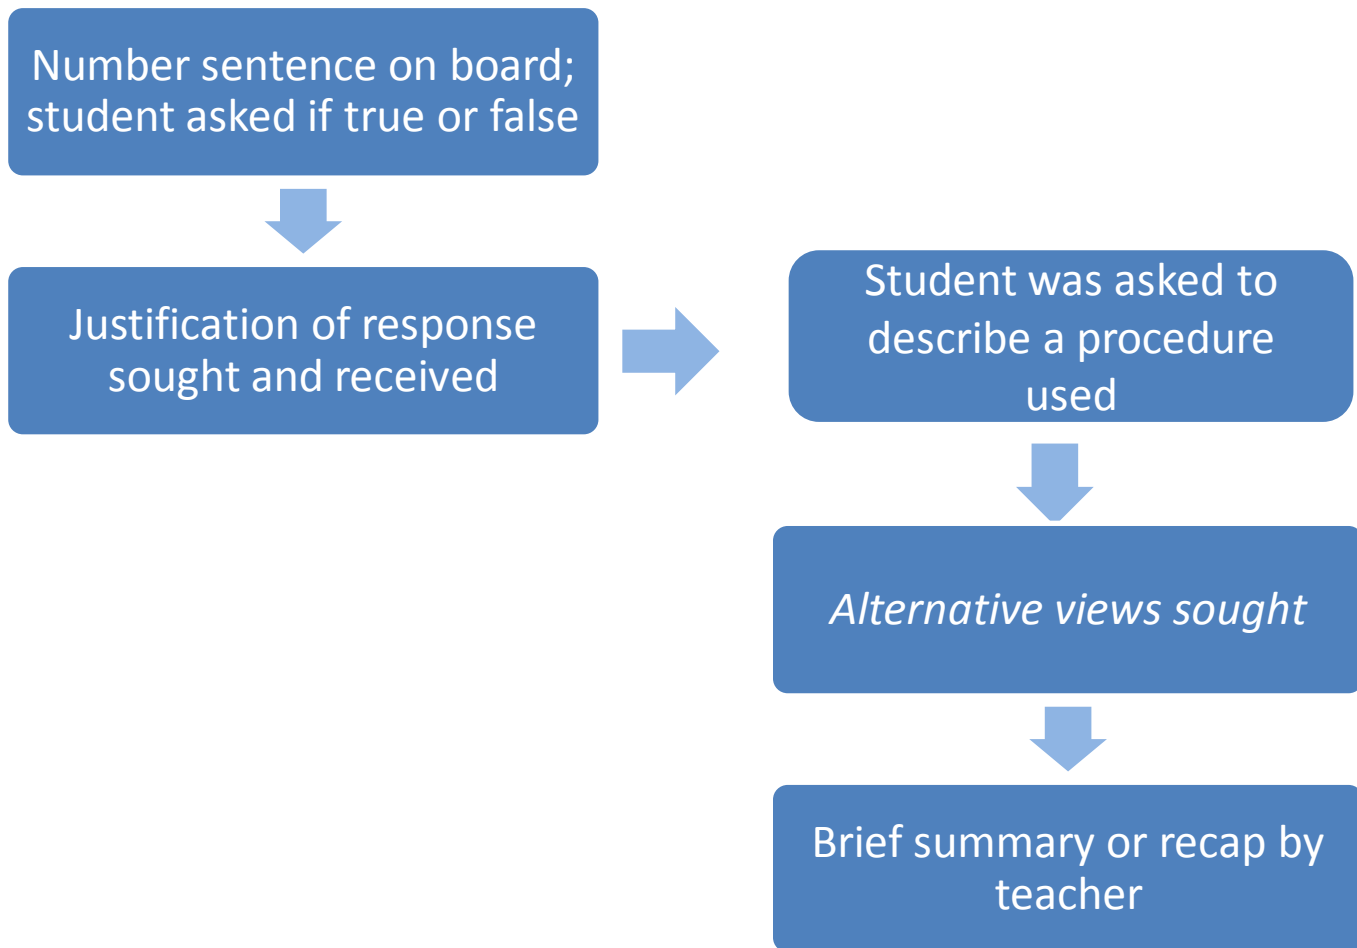 Number sentence on board;
student asked if true or false
Justification of response
sought and received
Student was asked to
describe a procedure
used
Alternative views sought
Brief summary or recap by
teacher